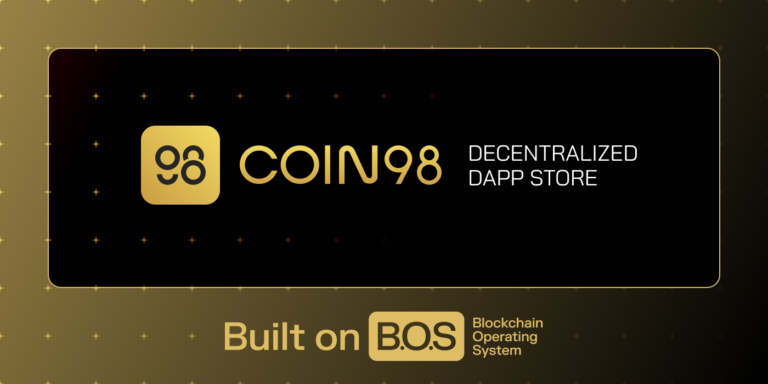 98 COIN98
DECENTRALIZED
DAPP STORE
Built on B.O.S
Blockchain
Operating
System